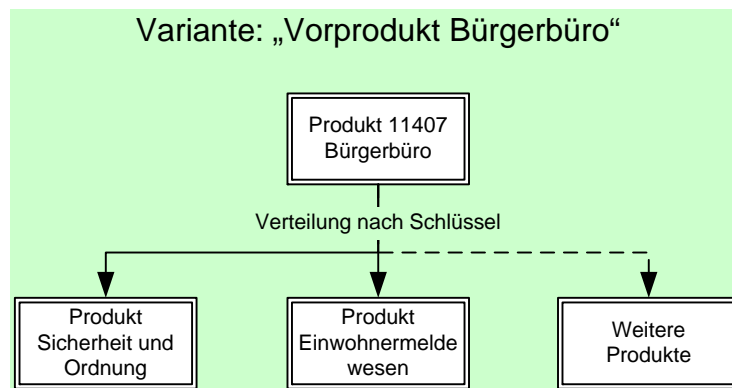 Variante: „Vorprodukt Bürgerbüro“
Produkt 11407
Bürgerbüro
Verteilung nach Schlüssel
Produkt
Sicherheit und
Ordnung
Produkt
Einwohnermelde
wesen
Weitere
Produkte